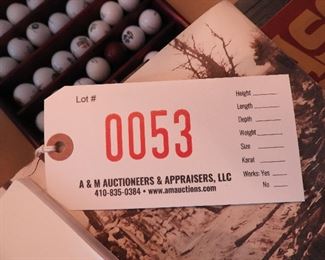 Lot #
0053
A & M AUCTIONEERS & APPRAISERS, LLC
410-835-0384 • www.amauctions.com
Height
Length
Depth
Weight
Size
Karat
Works: Yes
No